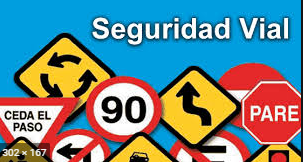 Seguridad Vial
CEDA EL
PASO
90
PARE
302 × 167